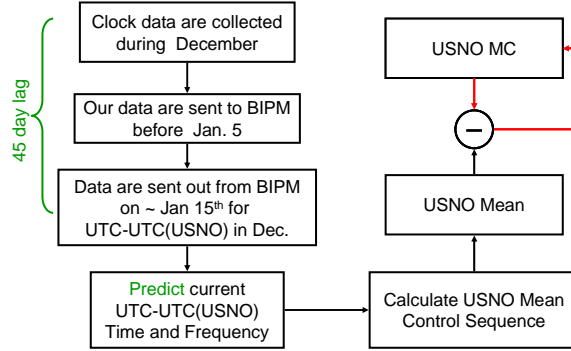 45 day lag
Clock data are collected
during December
Our data are sent to BIPM
before Jan. 5
Data are sent out from BIPM
on ~ Jan 15th for
UTC-UTC(USNO) in Dec.
Predict current
UTC-UTC(USNO)
Time and Frequency
Calculate USNO Mean
Control Sequence
USNO Mean
−
USNO MC